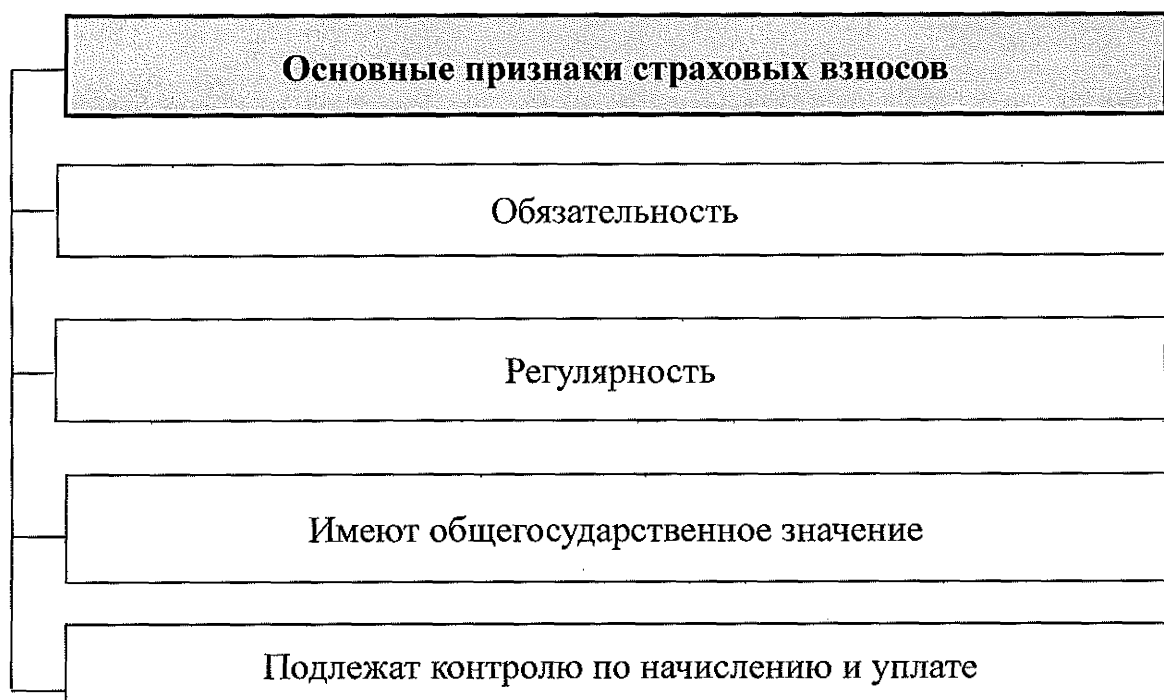 Основные признаки страховых взносов
Обязательность
Регулярность
Имеют общегосударственное значение
Подлежат контролю по начислению и уплате